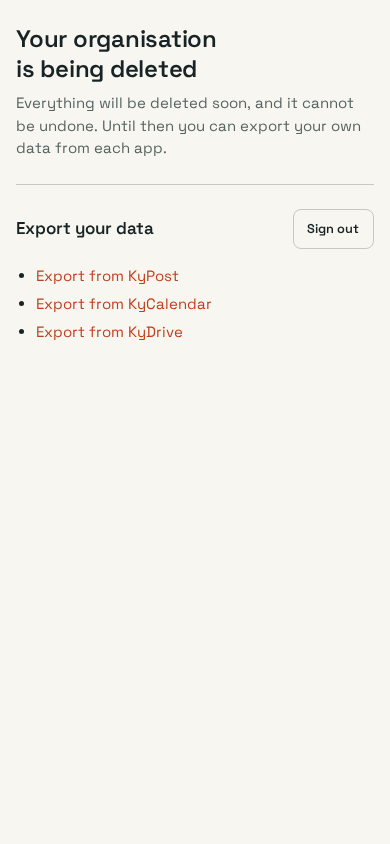 Your organisation
is being deleted
Everything will be deleted soon, and it cannot
be undone. Until then you can export your own
data from each app.
Export your data
Sign out
Export from KyPost
Export from KyCalendar
Export from KyDrive